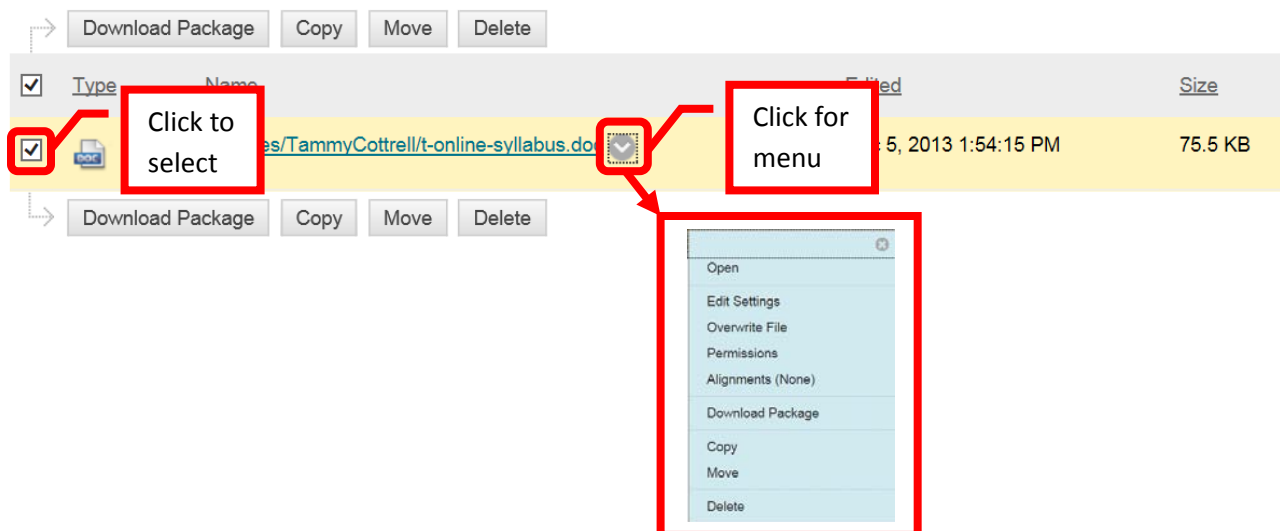 Download Package Copy Move Delete
Type Name Edited Size
Click to
select
es/TammyCottrell/t-online-syllabus.doc
Click for
menu
5, 2013 1:54:15 PM 75.5 KB
DOC
Download Package Copy Move Delete
Open
Edit Settings
Overwrite File
Permissions
Alignments (None)
Download Package
Copy
Move
Delete